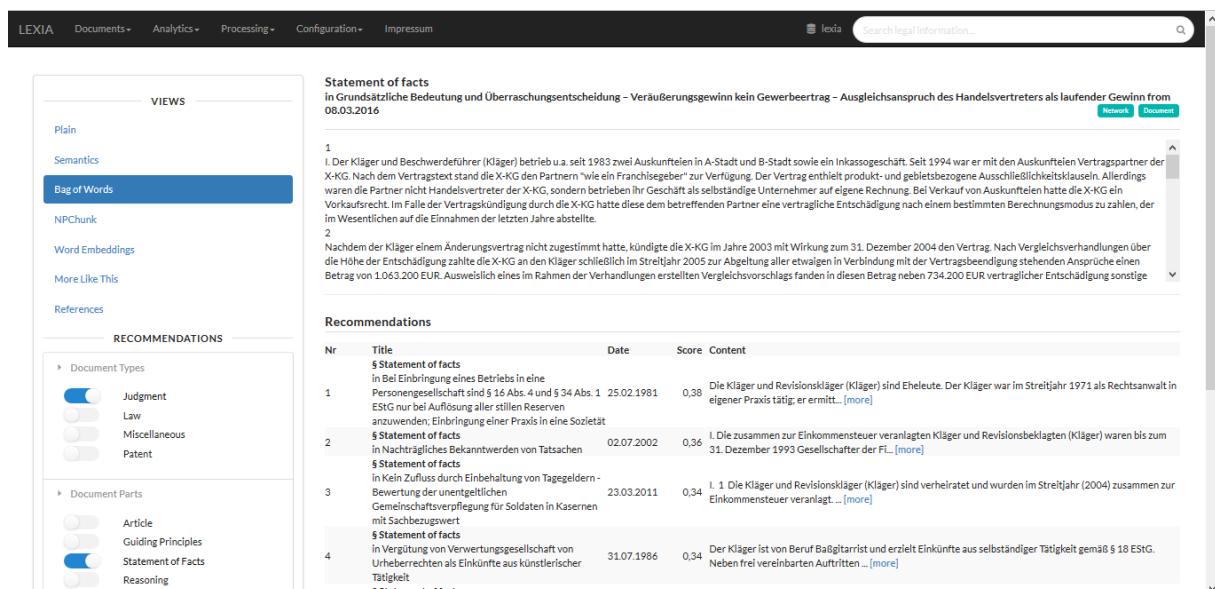 LEXIA Documents Analytics Processing Configuration Impressum lexia Search legal information...
VIEWS
Plain
Semantics
Bag of Words
NPChunk
Word Embeddings
More Like This
References
RECOMMENDATIONS
Document Types
Judgment
Law
Miscellaneous
Patent
Document Parts
Article
Guiding Principles
Statement of Facts
Reasoning
Statement of facts
in Grundsätzliche Bedeutung und Überraschungsentscheidung – Veräußerungsgewinn kein Gewerbeertrag – Ausgleichsanspruch des Handelsvertreters als laufender Gewinn from
08.03.2016 Network Document
1
I. Der Kläger und Beschwerdeführer (Kläger) betrieb u.a. seit 1983 zwei Auskunfteien in A-Stadt und B-Stadt sowie ein Inkassogeschäft. Seit 1994 war er mit den Auskunfteien Vertragspartner der
X-KG. Nach dem Vertragstext stand die X-KG den Partnern "wie ein Franchisegeber" zur Verfügung. Der Vertrag enthielt produkt- und gebietsbezogene Ausschließlichkeitsklauseln. Allerdings
waren die Partner nicht Handelsvertreter der X-KG, sondern betrieben ihr Geschäft als selbständige Unternehmer auf eigene Rechnung. Bei Verkauf von Auskunfteien hatte die X-KG ein
Vorkaufsrecht. Im Falle der Vertragskündigung durch die X-KG hatte diese dem betreffenden Partner eine vertragliche Entschädigung nach einem bestimmten Berechnungsmodus zu zahlen, der
im Wesentlichen auf die Einnahmen der letzten Jahre abstellte.
2
Nachdem der Kläger einem Änderungsvertrag nicht zugestimmt hatte, kündigte die X-KG im Jahre 2003 mit Wirkung zum 31. Dezember 2004 den Vertrag. Nach Vergleichsverhandlungen über
die Höhe der Entschädigung zahlte die X-KG an den Kläger schließlich im Streitjahr 2005 zur Abgeltung aller etwaigen in Verbindung mit der Vertragsbeendigung stehenden Ansprüche einen
Betrag von 1.063.200 EUR. Ausweislich eines im Rahmen der Verhandlungen erstellten Vergleichsvorschlags fanden in diesen Betrag neben 734.200 EUR vertraglicher Entschädigung sonstige
Recommendations
Nr Title Date Score Content
§ Statement of facts
in Bei Einbringung eines Betriebs in eine
1 Personengesellschaft sind § 16 Abs. 4 und § 34 Abs. 1 25.02.1981 0,38 Die Kläger und Revisionskläger (Kläger) sind Eheleute. Der Kläger war im Streitjahr 1971 als Rechtsanwalt in
EStG nur bei Auflösung aller stillen Reserven eigener Praxis tätig; er ermitt... [more]
anzuwenden; Einbringung einer Praxis in eine Sozietät
§ Statement of facts I. Die zusammen zur Einkommensteuer veranlagten Kläger und Revisionsbeklagten (Kläger) waren bis zum
2 in Nachträgliches Bekanntwerden von Tatsachen 02.07.2002 0,36 31. Dezember 1993 Gesellschafter der Fi... [more]
§ Statement of facts
in Kein Zufluss durch Einbehaltung von Tagegeldern -
3 Bewertung der unentgeltlichen 23.03.2011 0,34 I. 1 Die Kläger und Revisionskläger (Kläger) sind verheiratet und wurden im Streitjahr (2004) zusammen zur
Gemeinschaftsverpflegung für Soldaten in Kasernen Einkommensteuer veranlagt. ... [more]
mit Sachbezugswert
§ Statement of facts
4 in Vergütung von Verwertungsgesellschaft von 31.07.1986 0,34 Der Kläger ist von Beruf Baßgitarrist und erzielt Einkünfte aus selbständiger Tätigkeit gemäß § 18 EStG.
Urheberrechten als Einkünfte aus künstlerischer Neben frei vereinbarten Auftritten ... [more]
Tätigkeit